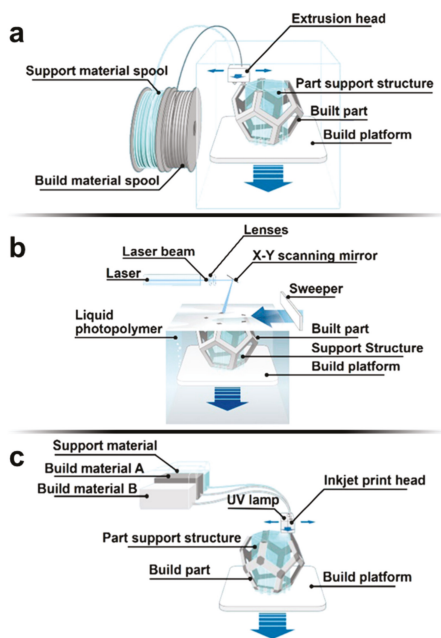 a
Extrusion head
Support material spool
Part support structure
Built part
Build platform
Build material spool
b
Lenses
Laser beam
X-Y scanning mirror
Laser
Sweeper
Liquid
photopolymer
Built part
Support Structure
Build platform
c
Support material
Build material A
Build material B
Inkjet print head
UV lamp
Part support structure
Build part
Build platform